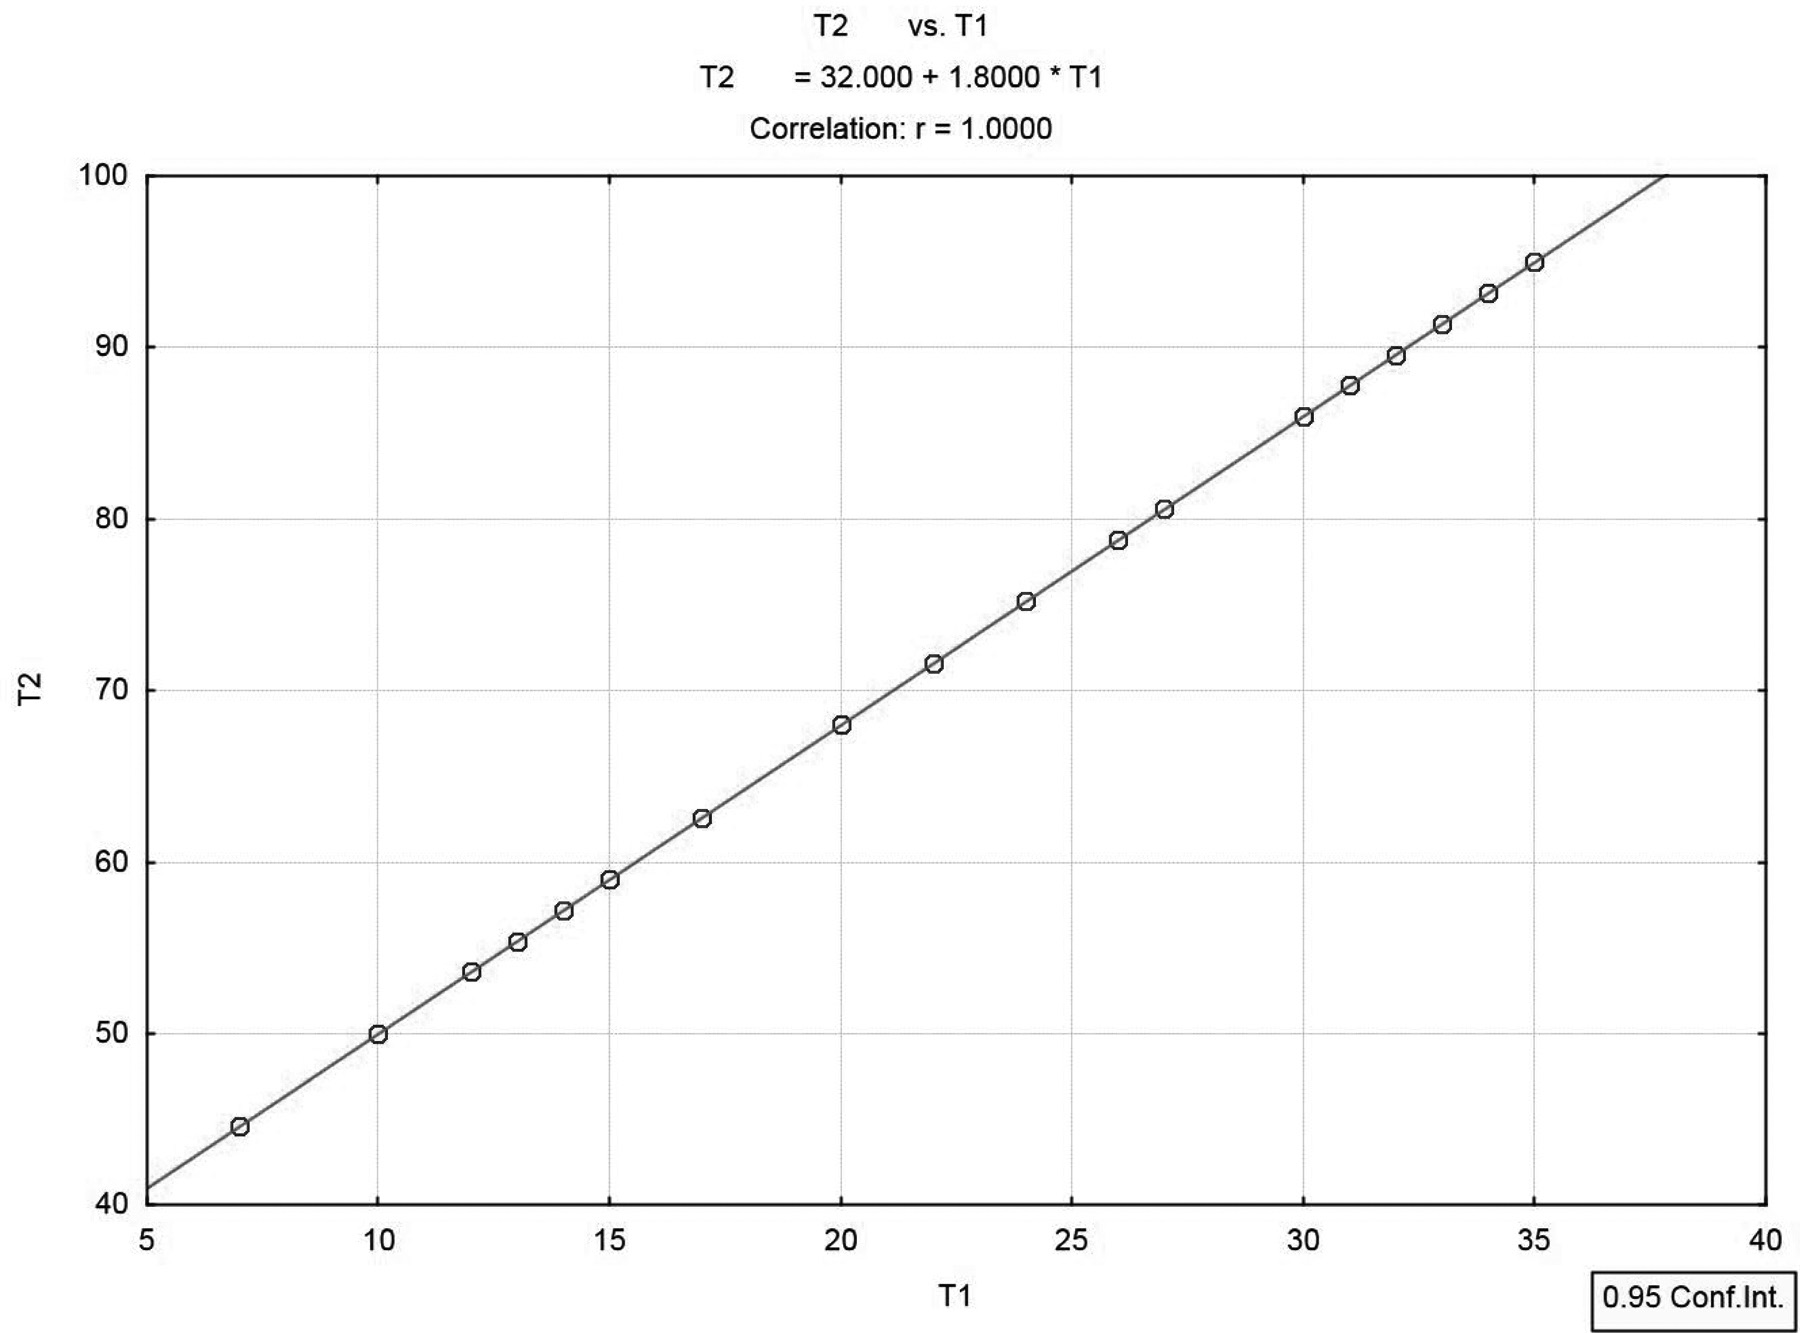 T2 vs. T1
T2 = 32.000 + 1.8000 * T1
Correlation: r = 1.0000
100
90
80
70
60
50
40
T2
5 10 15 20 25 30 35 40
T1
0.95 Conf.Int.